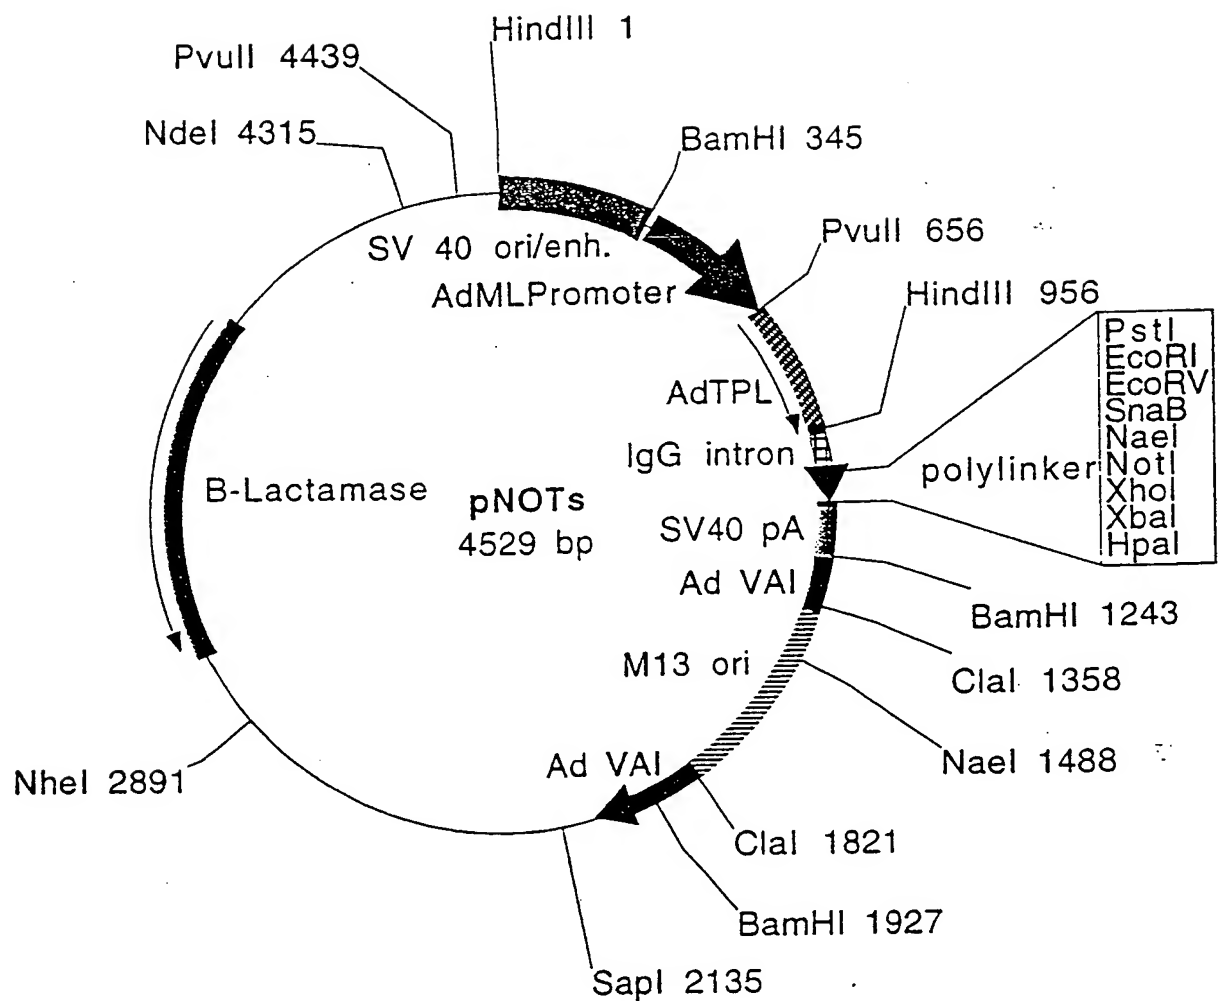 HindIII 1
PvuII 4439
NdeI 4315
BamHI 345
SV 40 ori/enh.
PvuII 656
AdMLPromoter
HindIII 956
PstI
EcoRI
EcoRV
SnaB
NaeI
NotI
XhoI
XbaI
HpaI
AdTPL
IgG intron
polylinker
B-Lactamase
pNOTs
4529 bp
SV40 pA
Ad VAI
BamHI 1243
M13 ori
ClaI 1358
NaeI 1488
Ad VAI
NheI 2891
ClaI 1821
BamHI 1927
SapI 2135